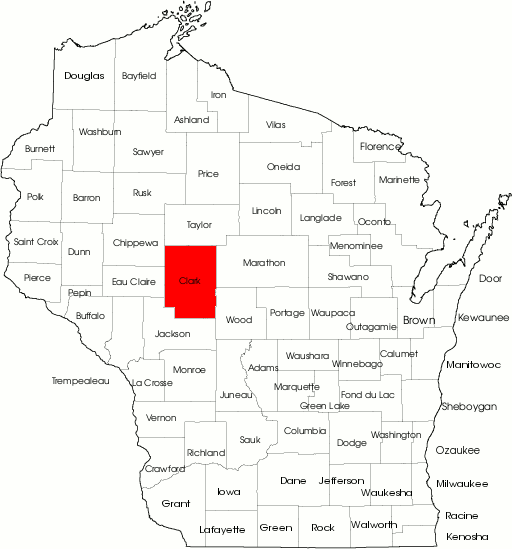 Douglas
Bayfield
Iron
Ashland
Vilas
Washburn
Burnett
Sawyer
Florence
Price
Oneida
Forest
Marinette
Polk
Barron
Rusk
Lincoln
Langlade
Oconto
Taylor
Saint Croix
Dunn
Chippewa
Menominee
Marathon
Shawano
Pierce
Eau Claire
Clark
Door
Pepin
Buffalo
Wood
Portage
Waupaca
Outagamie
Brown
Kewaunee
Jackson
Trempealeau
La Crosse
Monroe
Juneau
Adams
Waushara
Winnebago
Calumet
Manitowoc
Marquette
Green Lake
Fond du Lac
Sheboygan
Vernon
Richland
Sauk
Columbia
Dodge
Washington
Ozaukee
Crawford
Grant
Iowa
Dane
Jefferson
Waukesha
Milwaukee
Lafayette
Green
Rock
Walworth
Racine
Kenosha